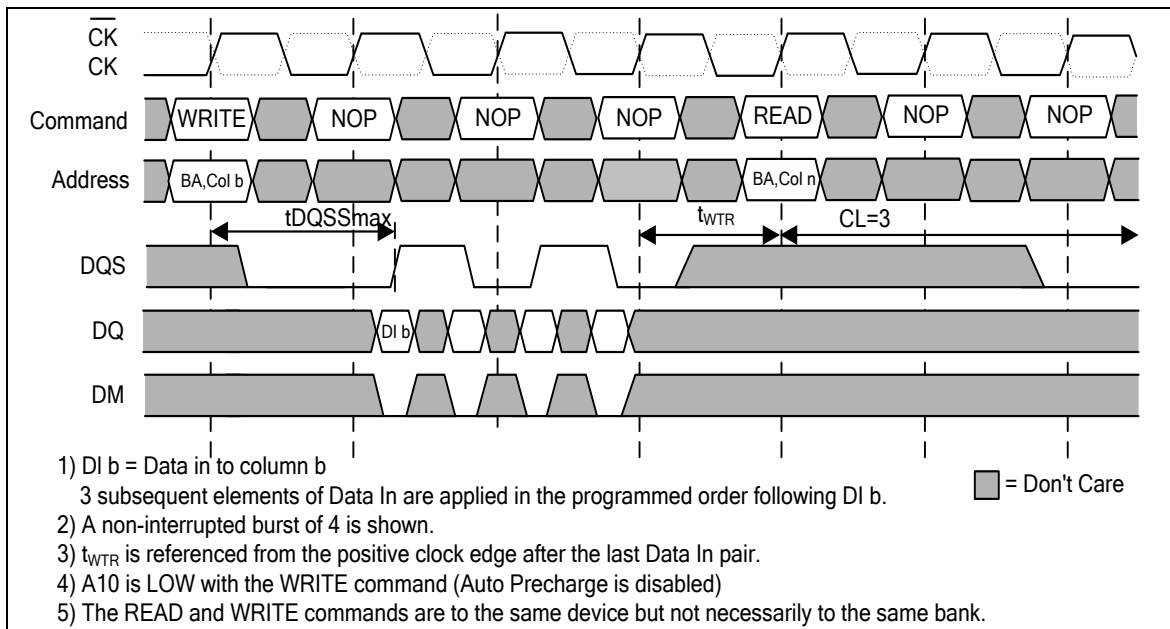 CK
CK
Command WRITE NOP NOP NOP READ NOP NOP
Address BA,Col b BA,Col n
tDQSSmax tWTR CL=3
DQS
DQ DI b
DM
1) DI b = Data in to column b
3 subsequent elements of Data In are applied in the programmed order following DI b.
= Don't Care
2) A non-interrupted burst of 4 is shown.
3) tWTR is referenced from the positive clock edge after the last Data In pair.
4) A10 is LOW with the WRITE command (Auto Precharge is disabled)
5) The READ and WRITE commands are to the same device but not necessarily to the same bank.